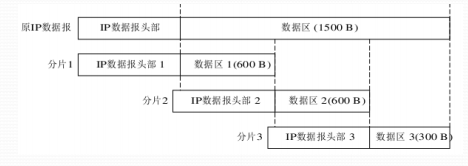 原IP数据报 IP数据报头部 数据区 (1500 B)
分片1 IP数据报头部 1 数据区 1(600 B)
分片2 IP数据报头部 2 数据区 2(600 B)
分片3 IP数据报头部 3 数据区 3(300 B)